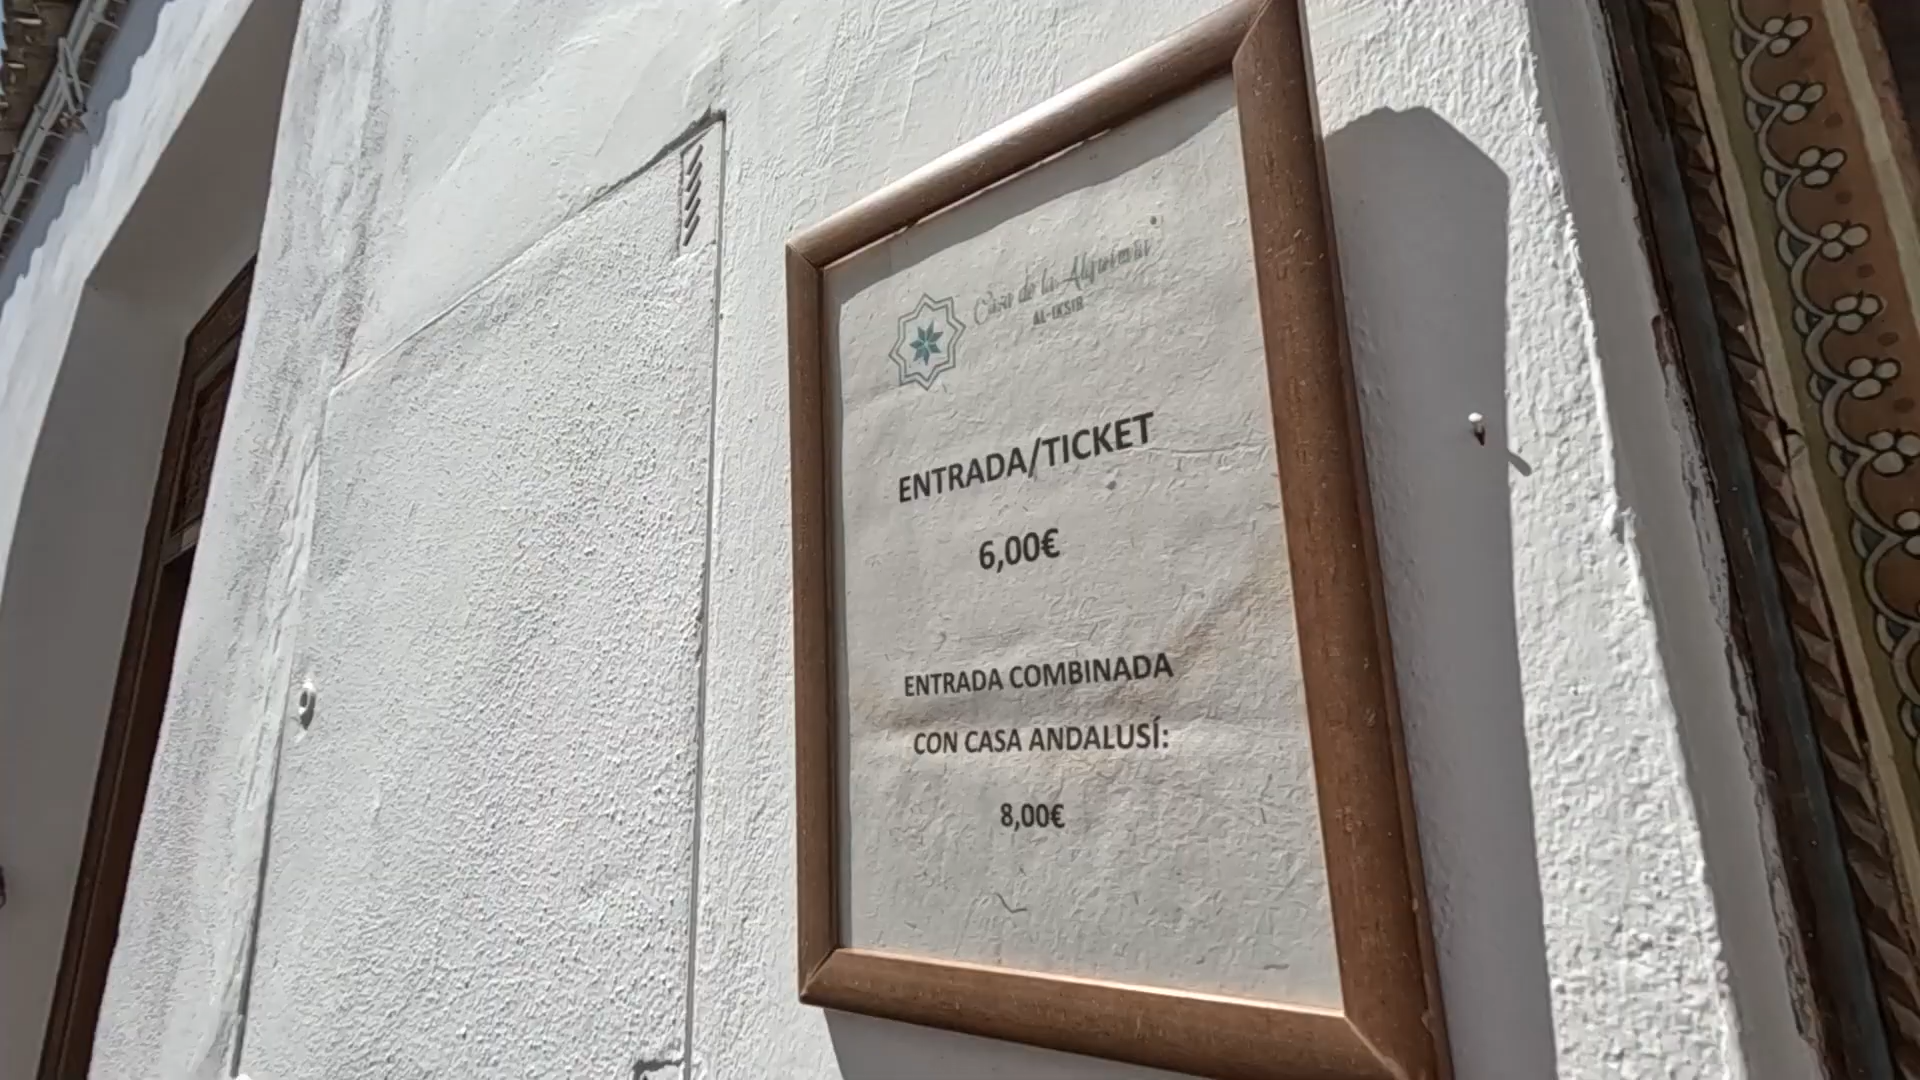 Casa de la Alquimia
AL-IKSIR
ENTRADA/TICKET
6,00€
ENTRADA COMBINADA
CON CASA ANDALUSÍ:
8,00€